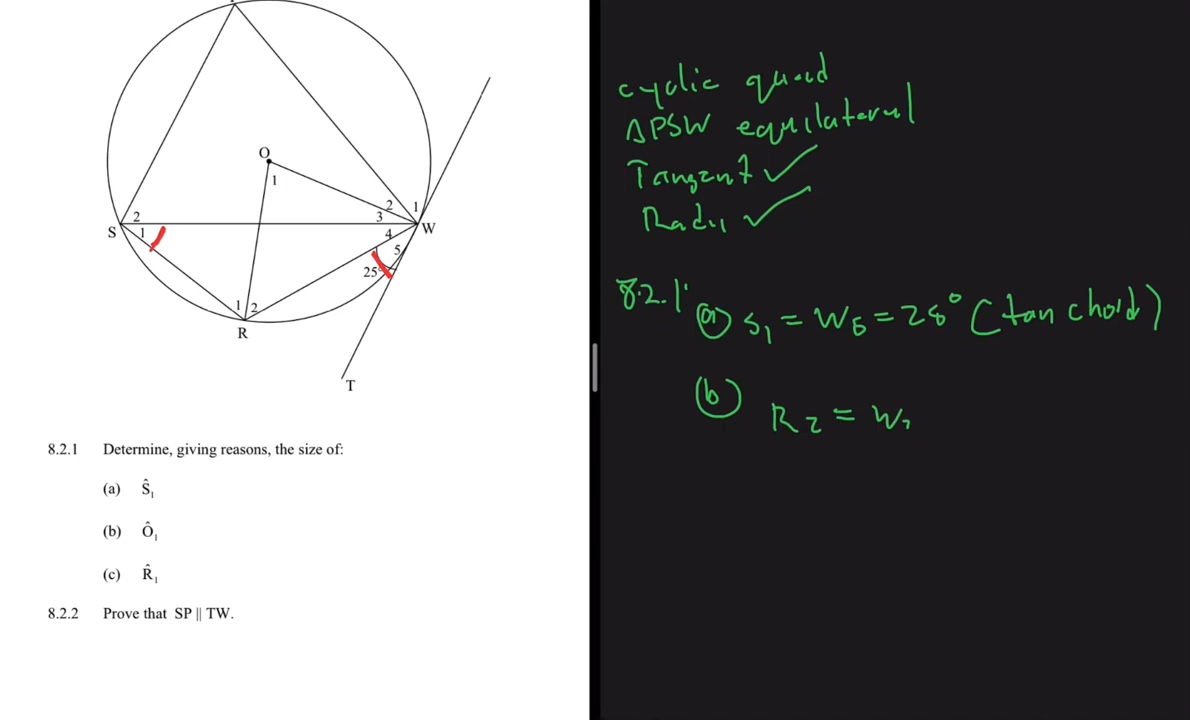 O
1
2
1
2
3
S
1
W
4
5
25°
1
2
R
T
8.2.1 Determine, giving reasons, the size of:
(a) Ŝ₁
(b) Ô₁
(c) R̂₁
8.2.2 Prove that SP || TW.
cyclic quad
ΔPSW equilateral
Tangent ✓
Radii ✓
8.2.1
(a) S₁ = W₅ = 25° (tan chord)
(b)
R₂ = W